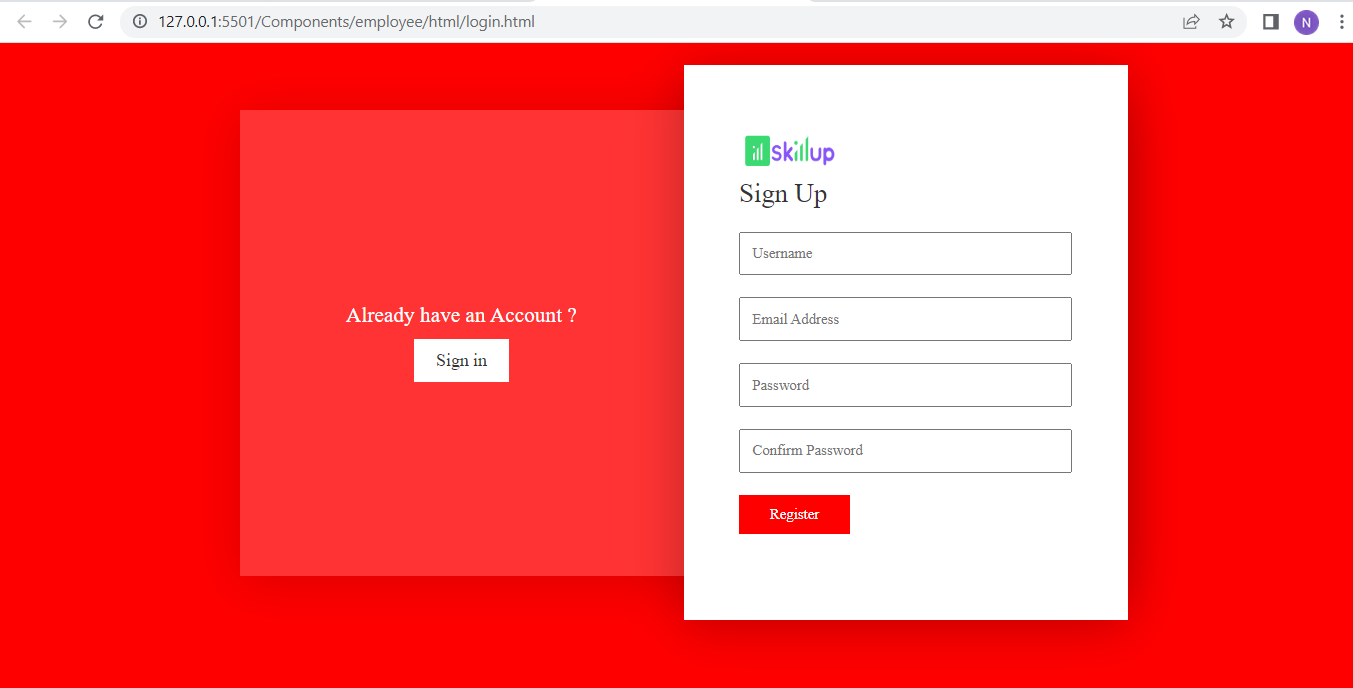 127.0.0.1:5501/Components/employee/html/login.html
N
Already have an Account ?
Sign in
skillup
Sign Up
Username
Email Address
Password
Confirm Password
Register